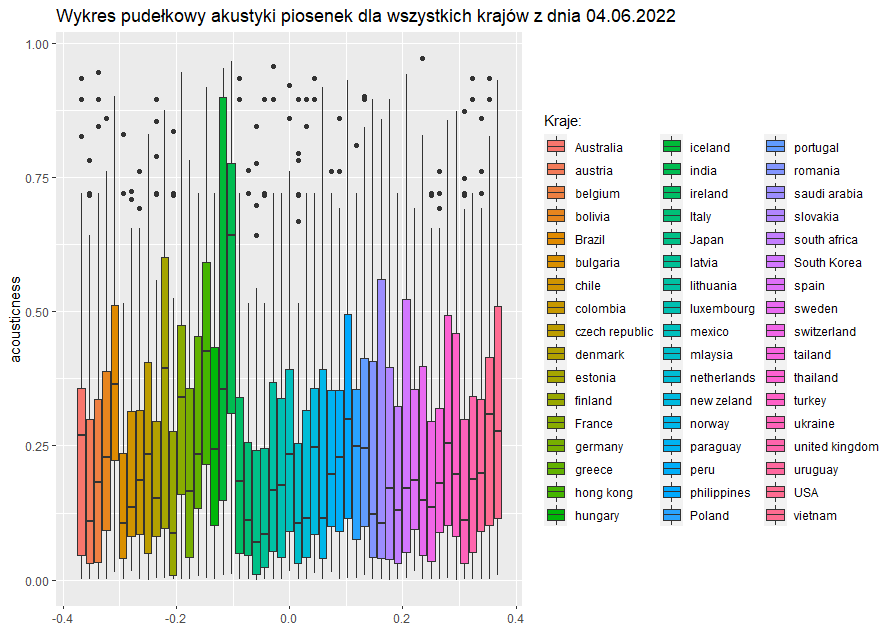 Wykres pudełkowy akustyki piosenek dla wszystkich krajów z dnia 04.06.2022
1.00
0.75
0.50
0.25
0.00
acousticness
-0.4
-0.2
0.0
0.2
0.4
Kraje:
Australia
austria
belgium
bolivia
Brazil
bulgaria
chile
colombia
czech republic
denmark
estonia
finland
France
germany
greece
hong kong
hungary
iceland
india
ireland
Italy
Japan
latvia
lithuania
luxembourg
mexico
mlaysia
netherlands
new zeland
norway
paraguay
peru
philippines
Poland
portugal
romania
saudi arabia
slovakia
south africa
South Korea
spain
sweden
switzerland
tailand
thailand
turkey
ukraine
united kingdom
uruguay
USA
vietnam